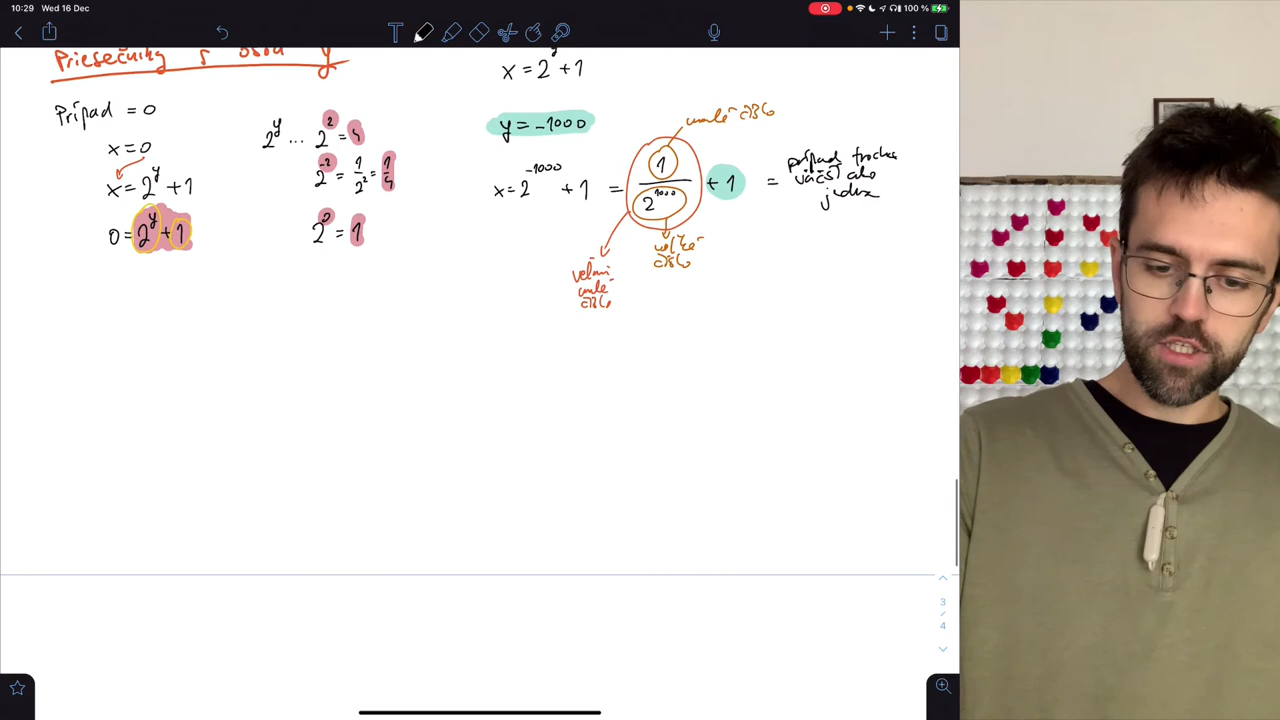 10:29 Wed 16 Dec
100 %
Priesečníky s osou y
Prípad = 0
x = 0
x = 2^y + 1
0 = 2^y + 1
2^y ... 2^2 = 4
2^-2 = 1/2^2 = 1/4
2^0 = 1
x = 2^y + 1
y = -1000
x = 2^-1000 + 1 = 1/2^1000 + 1 = prípad trochu
väčší ako
jedna
malé číslo
veľké
číslo
veľmi
malé
číslo
3
/
4